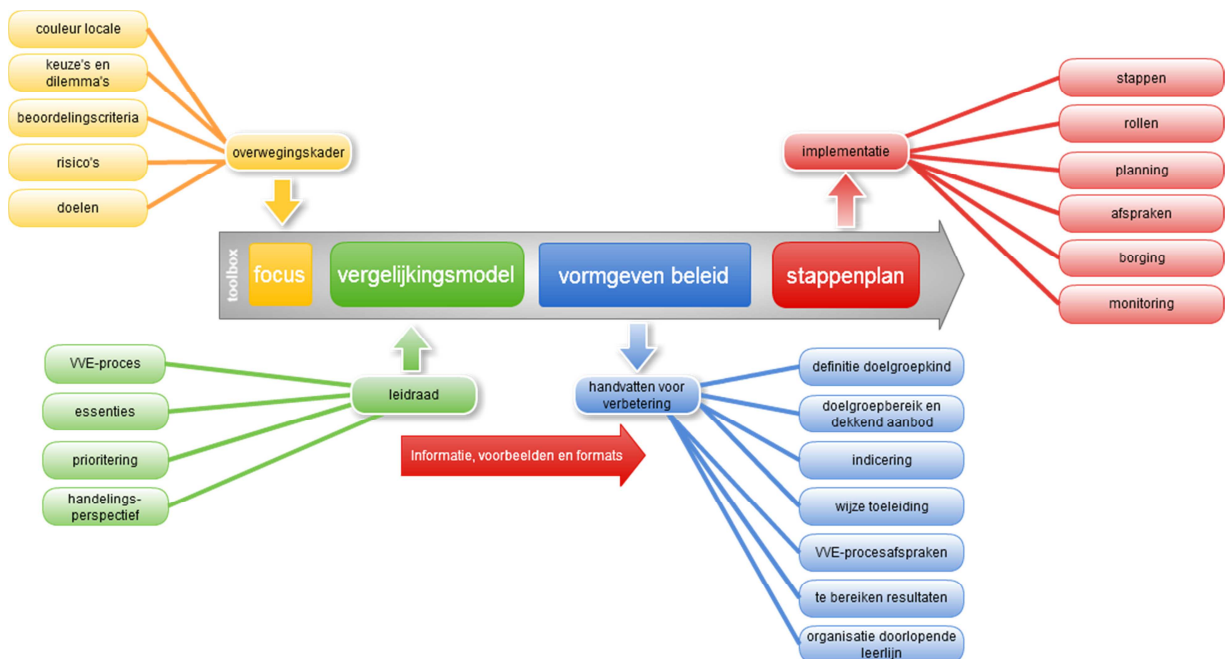 couleur locale
keuze's en
dilemma's
beoordelingscriteria
risico's
doelen
overwegingskader
implementatie
stappen
rollen
planning
afspraken
borging
monitoring
toolbox
focus
vergelijkingsmodel
vormgeven beleid
stappenplan
VVE-proces
essenties
prioritering
handelings-
perspectief
leidraad
Informatie, voorbeelden en formats
handvatten voor
verbetering
definitie doelgroepkind
doelgroepbereik en
dekkend aanbod
indicering
wijze toeleiding
VVE-procesafspraken
te bereiken resultaten
organisatie doorlopende
leerlijn